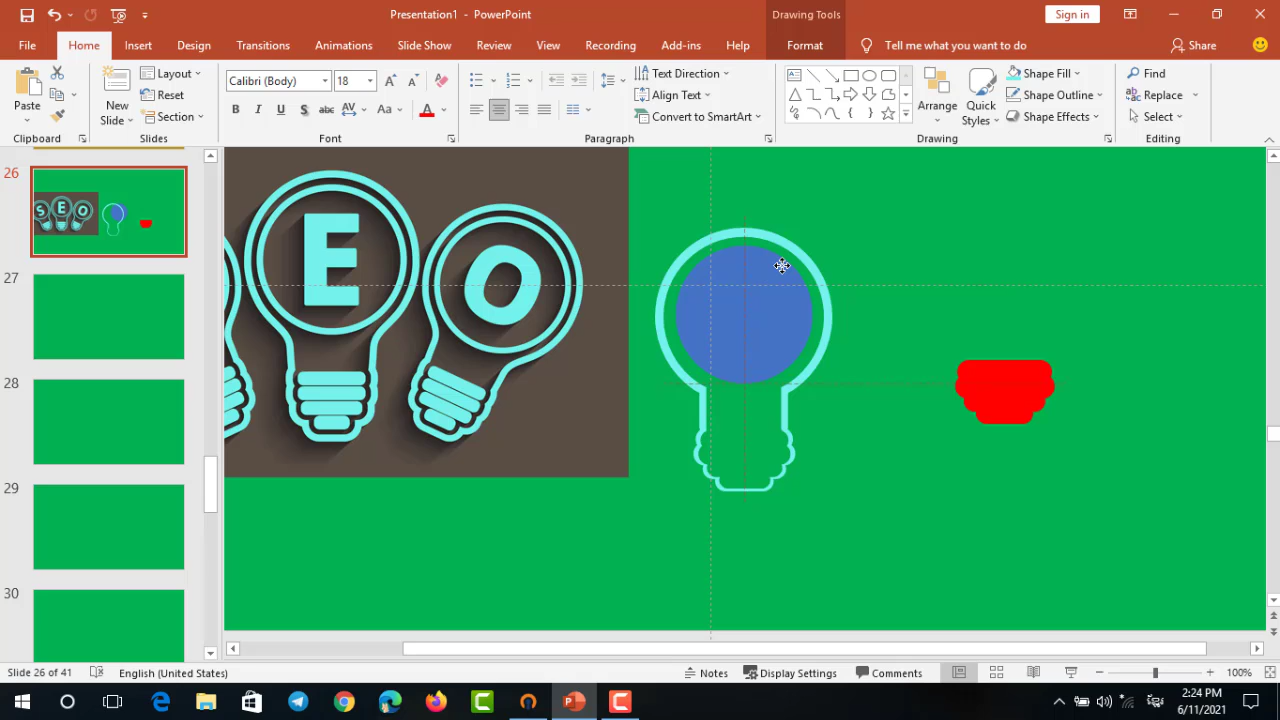 Presentation1 - PowerPoint
Drawing Tools
Sign in
File
Home
Insert
Design
Transitions
Animations
Slide Show
Review
View
Recording
Add-ins
Help
Format
Tell me what you want to do
Share
Paste
New
Slide
Layout
Reset
Section
Calibri (Body)
18
B I U S abc AV Aa A
Text Direction
Align Text
Convert to SmartArt
Arrange
Quick
Styles
Shape Fill
Shape Outline
Shape Effects
Find
Replace
Select
Clipboard
Slides
Font
Paragraph
Drawing
Editing
26
S E O
27
28
29
30
E O
Slide 26 of 41
English (United States)
Notes
Display Settings
Comments
100%
2:24 PM
6/11/2021